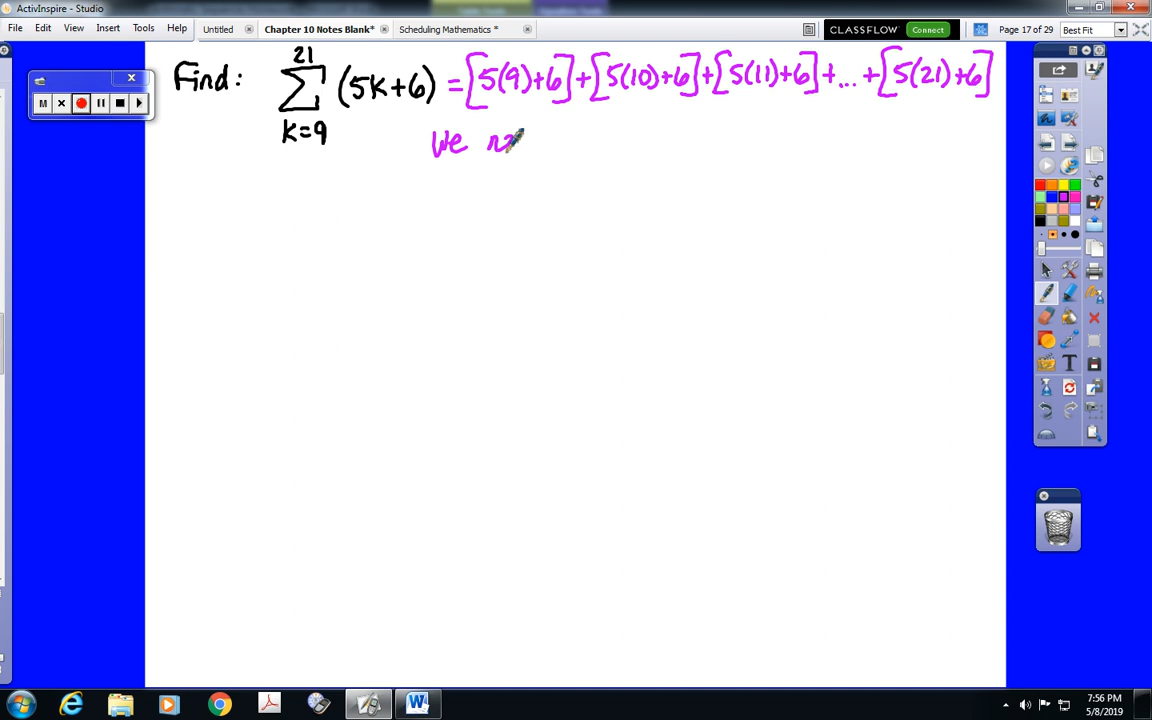 ActivInspire - Studio
File Edit View Insert Tools Help Untitled Chapter 10 Notes Blank* Scheduling Mathematics * CLASSFLOW Connect Page 17 of 29 Best Fit
Find: 21 ∑ k=9 (5k+6) = [5(9)+6]+[5(10)+6]+[5(11)+6]+...+[5(21)+6]
We
M
7:56 PM
5/8/2019